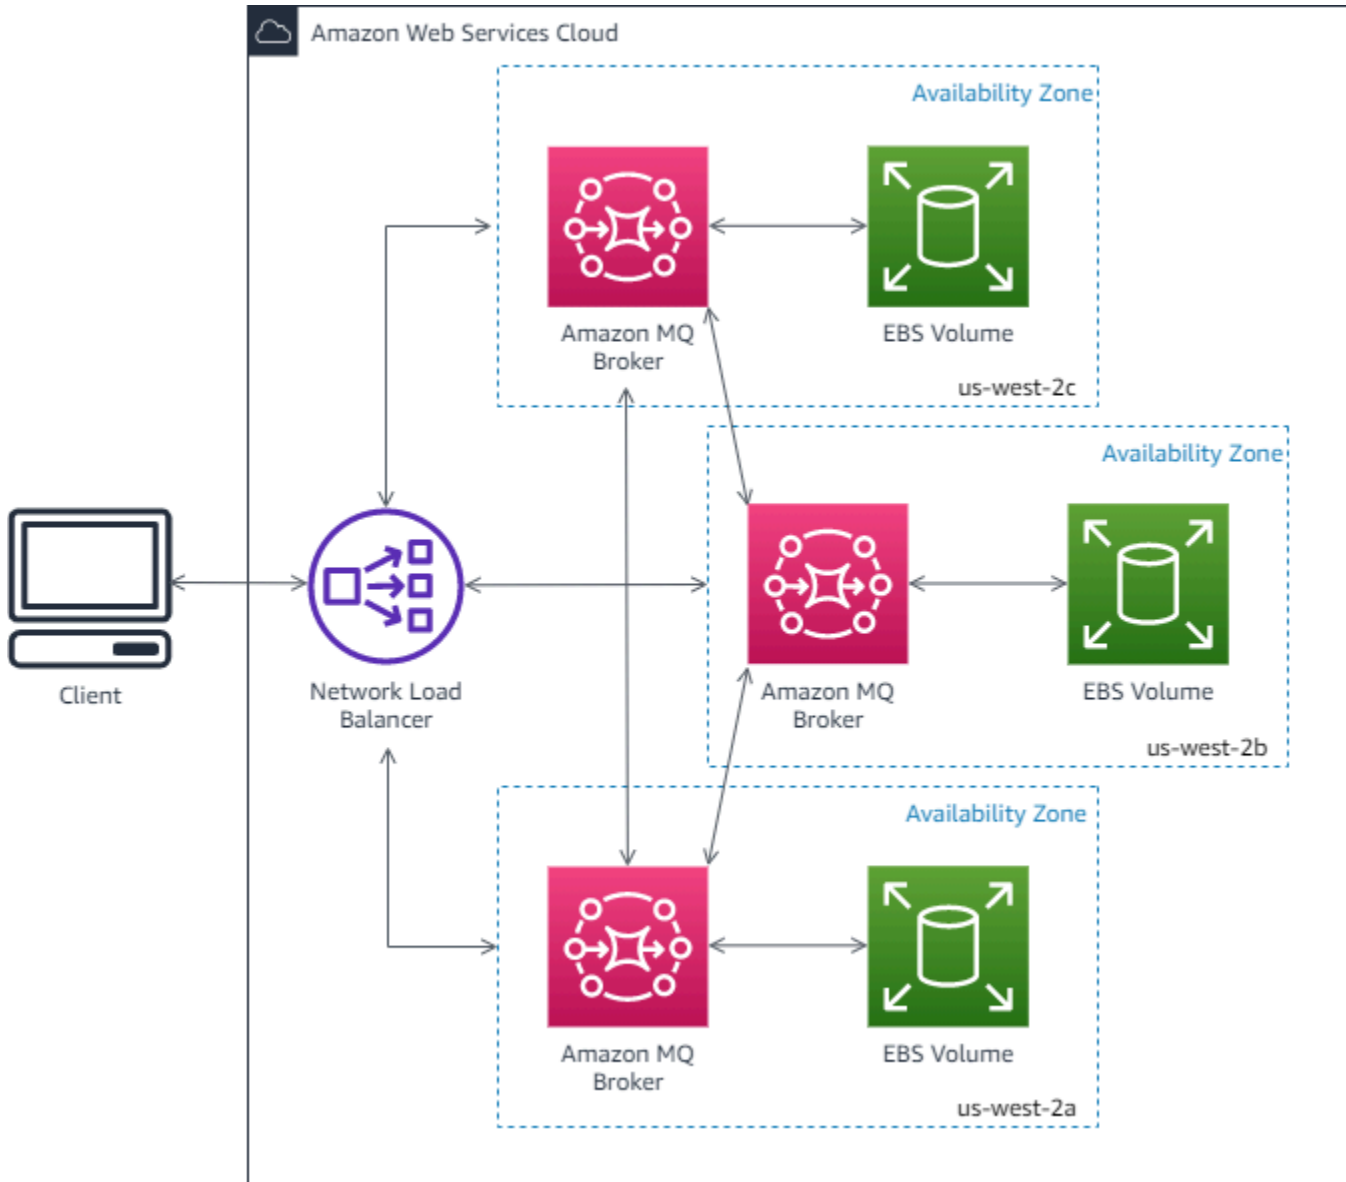 Amazon Web Services Cloud
Availability Zone
Amazon MQ
Broker
EBS Volume
us-west-2c
Availability Zone
Amazon MQ
Broker
EBS Volume
us-west-2b
Client
Network Load
Balancer
Availability Zone
Amazon MQ
Broker
EBS Volume
us-west-2a